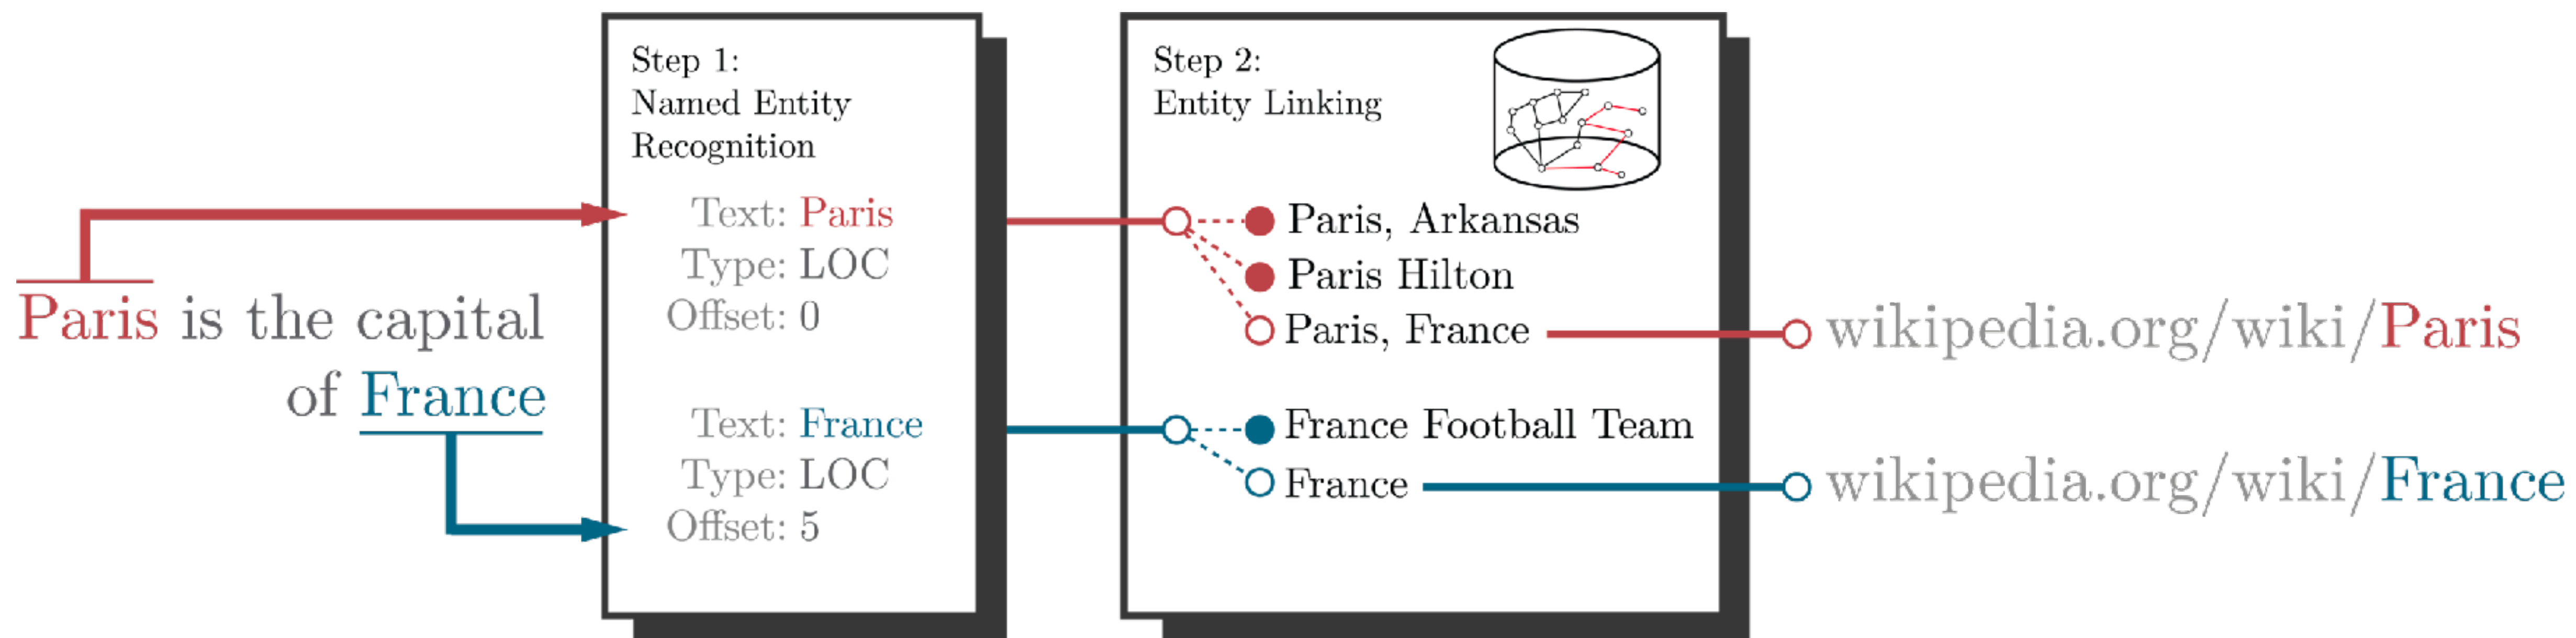 Paris is the capital
of France
Step 1:
Named Entity
Recognition
Text: Paris
Type: LOC
Offset: 0
Text: France
Type: LOC
Offset: 5
Step 2:
Entity Linking
Paris, Arkansas
Paris Hilton
Paris, France
France Football Team
France
wikipedia.org/wiki/Paris
wikipedia.org/wiki/France